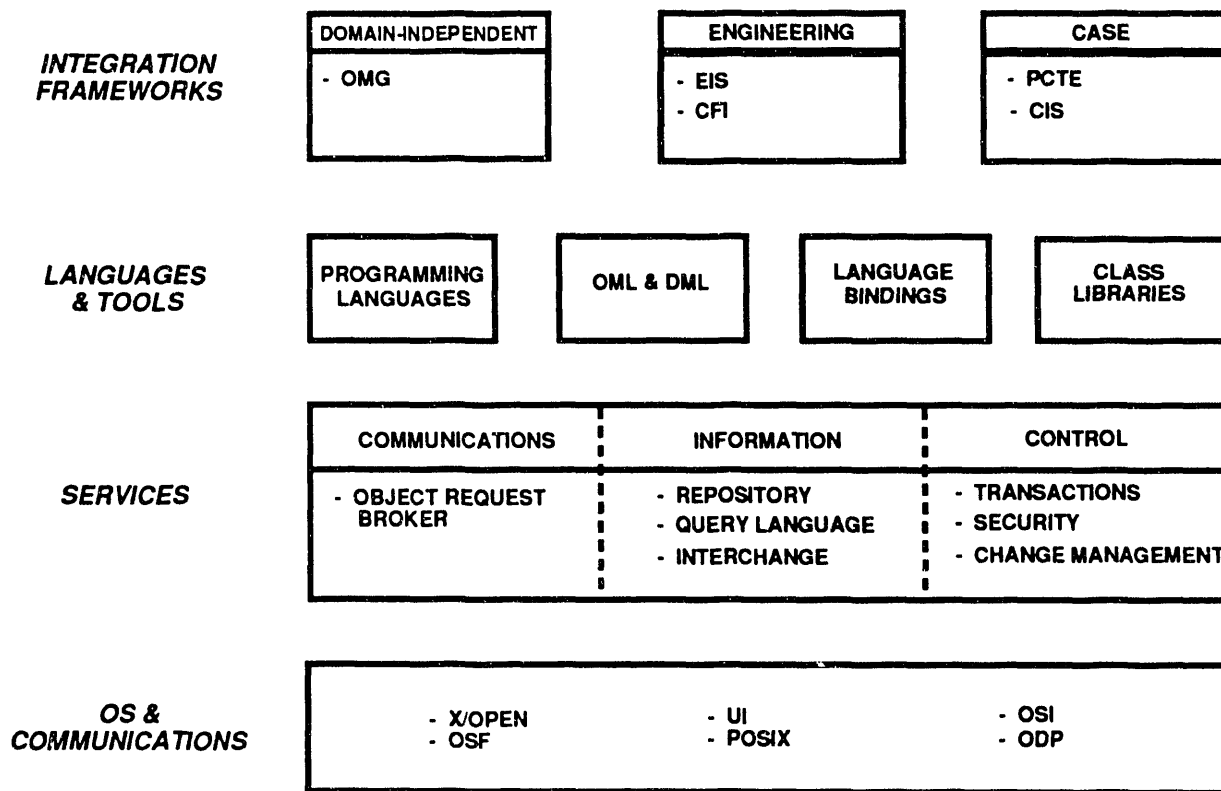 INTEGRATION
FRAMEWORKS
DOMAIN-INDEPENDENT
- OMG
ENGINEERING
- EIS
- CFI
CASE
- PCTE
- CIS
LANGUAGES
& TOOLS
PROGRAMMING
LANGUAGES
OML & DML
LANGUAGE
BINDINGS
CLASS
LIBRARIES
SERVICES
COMMUNICATIONS
- OBJECT REQUEST
BROKER
INFORMATION
- REPOSITORY
- QUERY LANGUAGE
- INTERCHANGE
CONTROL
- TRANSACTIONS
- SECURITY
- CHANGE MANAGEMENT
OS &
COMMUNICATIONS
- X/OPEN
- OSF
- UI
- POSIX
- OSI
- ODP